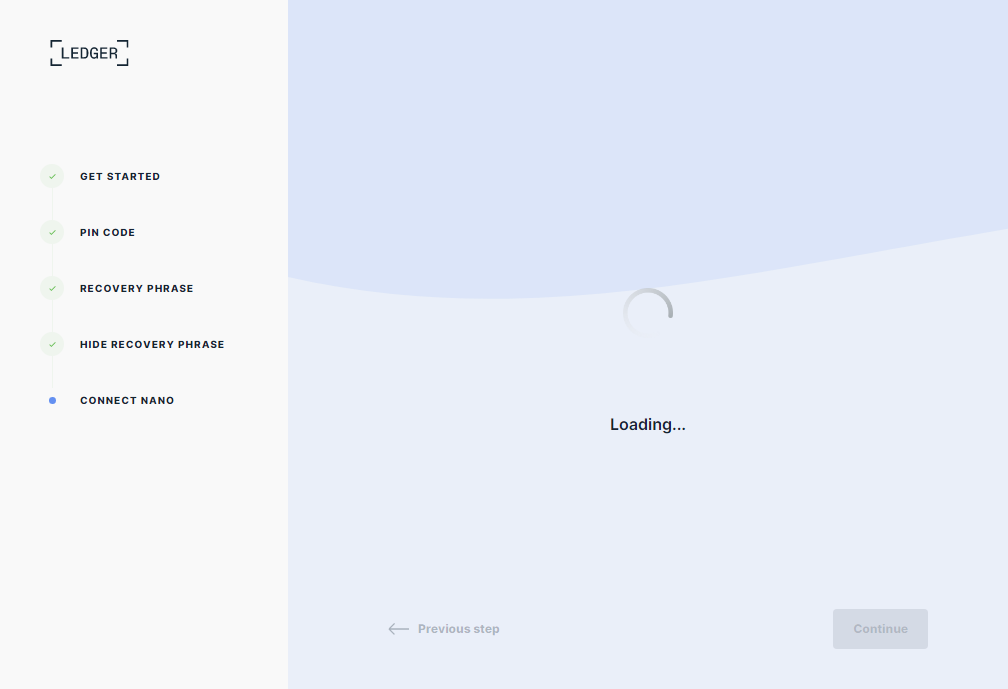 LEDGER
GET STARTED
PIN CODE
RECOVERY PHRASE
HIDE RECOVERY PHRASE
CONNECT NANO
Loading...
Previous step
Continue